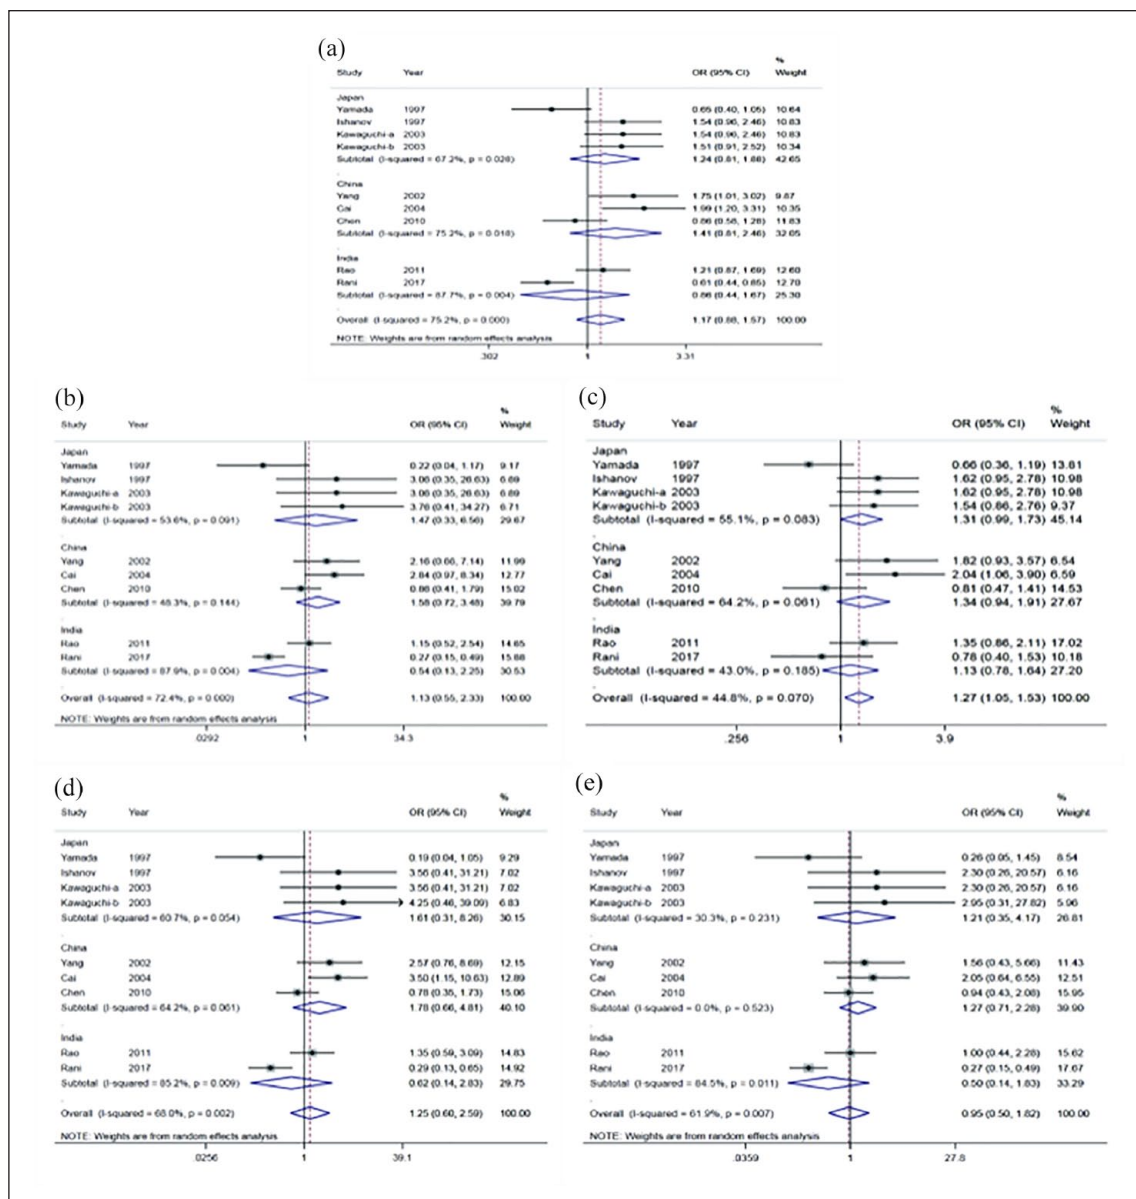 (a)
%
Study Year OR (95% CI) Weight
Japan
Yamada 1997 0.65 (0.40, 1.05) 10.64
Ishanov 1997 1.54 (0.96, 2.46) 10.83
Kawaguchi-a 2003 1.54 (0.96, 2.46) 10.83
Kawaguchi-b 2003 1.51 (0.91, 2.52) 10.34
Subtotal (I-squared = 67.2%, p = 0.028) 1.24 (0.81, 1.88) 42.65
China
Yang 2002 1.75 (1.01, 3.02) 9.87
Cai 2004 1.99 (1.20, 3.31) 10.35
Chen 2010 0.86 (0.58, 1.28) 11.83
Subtotal (I-squared = 75.2%, p = 0.018) 1.41 (0.81, 2.46) 32.05
India
Rao 2011 1.21 (0.87, 1.69) 12.60
Rani 2017 0.61 (0.44, 0.85) 12.70
Subtotal (I-squared = 87.7%, p = 0.004) 0.86 (0.44, 1.67) 25.30
Overall (I-squared = 75.2%, p = 0.000) 1.17 (0.88, 1.57) 100.00
NOTE: Weights are from random effects analysis
.302 1 3.31
(b)
%
Study Year OR (95% CI) Weight
Japan
Yamada 1997 0.22 (0.04, 1.17) 9.17
Ishanov 1997 3.06 (0.35, 26.63) 6.89
Kawaguchi-a 2003 3.06 (0.35, 26.63) 6.89
Kawaguchi-b 2003 3.76 (0.41, 34.27) 6.71
Subtotal (I-squared = 53.6%, p = 0.091) 1.47 (0.33, 6.56) 29.67
China
Yang 2002 2.16 (0.66, 7.14) 11.99
Cai 2004 2.84 (0.97, 8.34) 12.77
Chen 2010 0.86 (0.41, 1.79) 15.02
Subtotal (I-squared = 48.3%, p = 0.144) 1.58 (0.72, 3.48) 39.79
India
Rao 2011 1.15 (0.52, 2.54) 14.65
Rani 2017 0.27 (0.15, 0.49) 15.88
Subtotal (I-squared = 87.9%, p = 0.004) 0.54 (0.13, 2.25) 30.53
Overall (I-squared = 72.4%, p = 0.000) 1.13 (0.55, 2.33) 100.00
NOTE: Weights are from random effects analysis
.0292 1 34.3
(c)
%
Study Year OR (95% CI) Weight
Japan
Yamada 1997 0.66 (0.36, 1.19) 13.81
Ishanov 1997 1.62 (0.95, 2.78) 10.98
Kawaguchi-a 2003 1.62 (0.95, 2.78) 10.98
Kawaguchi-b 2003 1.54 (0.86, 2.76) 9.37
Subtotal (I-squared = 55.1%, p = 0.083) 1.31 (0.99, 1.73) 45.14
China
Yang 2002 1.82 (0.93, 3.57) 6.54
Cai 2004 2.04 (1.06, 3.90) 6.59
Chen 2010 0.81 (0.47, 1.41) 14.53
Subtotal (I-squared = 64.2%, p = 0.061) 1.34 (0.94, 1.91) 27.67
India
Rao 2011 1.35 (0.86, 2.11) 17.02
Rani 2017 0.78 (0.40, 1.53) 10.18
Subtotal (I-squared = 43.0%, p = 0.185) 1.13 (0.78, 1.64) 27.20
Overall (I-squared = 44.8%, p = 0.070) 1.27 (1.05, 1.53) 100.00
.256 1 3.9
(d)
%
Study Year OR (95% CI) Weight
Japan
Yamada 1997 0.19 (0.04, 1.05) 9.29
Ishanov 1997 3.56 (0.41, 31.21) 7.02
Kawaguchi-a 2003 3.56 (0.41, 31.21) 7.02
Kawaguchi-b 2003 4.25 (0.46, 39.09) 6.83
Subtotal (I-squared = 60.7%, p = 0.054) 1.61 (0.31, 8.26) 30.15
China
Yang 2002 2.57 (0.76, 8.69) 12.15
Cai 2004 3.50 (1.15, 10.63) 12.89
Chen 2010 0.78 (0.35, 1.73) 15.06
Subtotal (I-squared = 64.2%, p = 0.061) 1.78 (0.66, 4.81) 40.10
India
Rao 2011 1.35 (0.59, 3.09) 14.83
Rani 2017 0.29 (0.13, 0.65) 14.92
Subtotal (I-squared = 85.2%, p = 0.009) 0.62 (0.14, 2.83) 29.75
Overall (I-squared = 68.0%, p = 0.002) 1.25 (0.60, 2.59) 100.00
NOTE: Weights are from random effects analysis
.0256 1 39.1
(e)
%
Study Year OR (95% CI) Weight
Japan
Yamada 1997 0.26 (0.05, 1.45) 8.54
Ishanov 1997 2.30 (0.26, 20.57) 6.16
Kawaguchi-a 2003 2.30 (0.26, 20.57) 6.16
Kawaguchi-b 2003 2.95 (0.31, 27.82) 5.96
Subtotal (I-squared = 30.3%, p = 0.231) 1.21 (0.35, 4.17) 26.81
China
Yang 2002 1.56 (0.43, 5.66) 11.43
Cai 2004 2.05 (0.64, 6.55) 12.51
Chen 2010 0.94 (0.43, 2.08) 15.95
Subtotal (I-squared = 0.0%, p = 0.523) 1.27 (0.71, 2.28) 39.90
India
Rao 2011 1.00 (0.44, 2.28) 15.62
Rani 2017 0.27 (0.15, 0.49) 17.67
Subtotal (I-squared = 84.5%, p = 0.011) 0.50 (0.14, 1.83) 33.29
Overall (I-squared = 61.9%, p = 0.007) 0.95 (0.50, 1.82) 100.00
NOTE: Weights are from random effects analysis
.0359 1 27.8